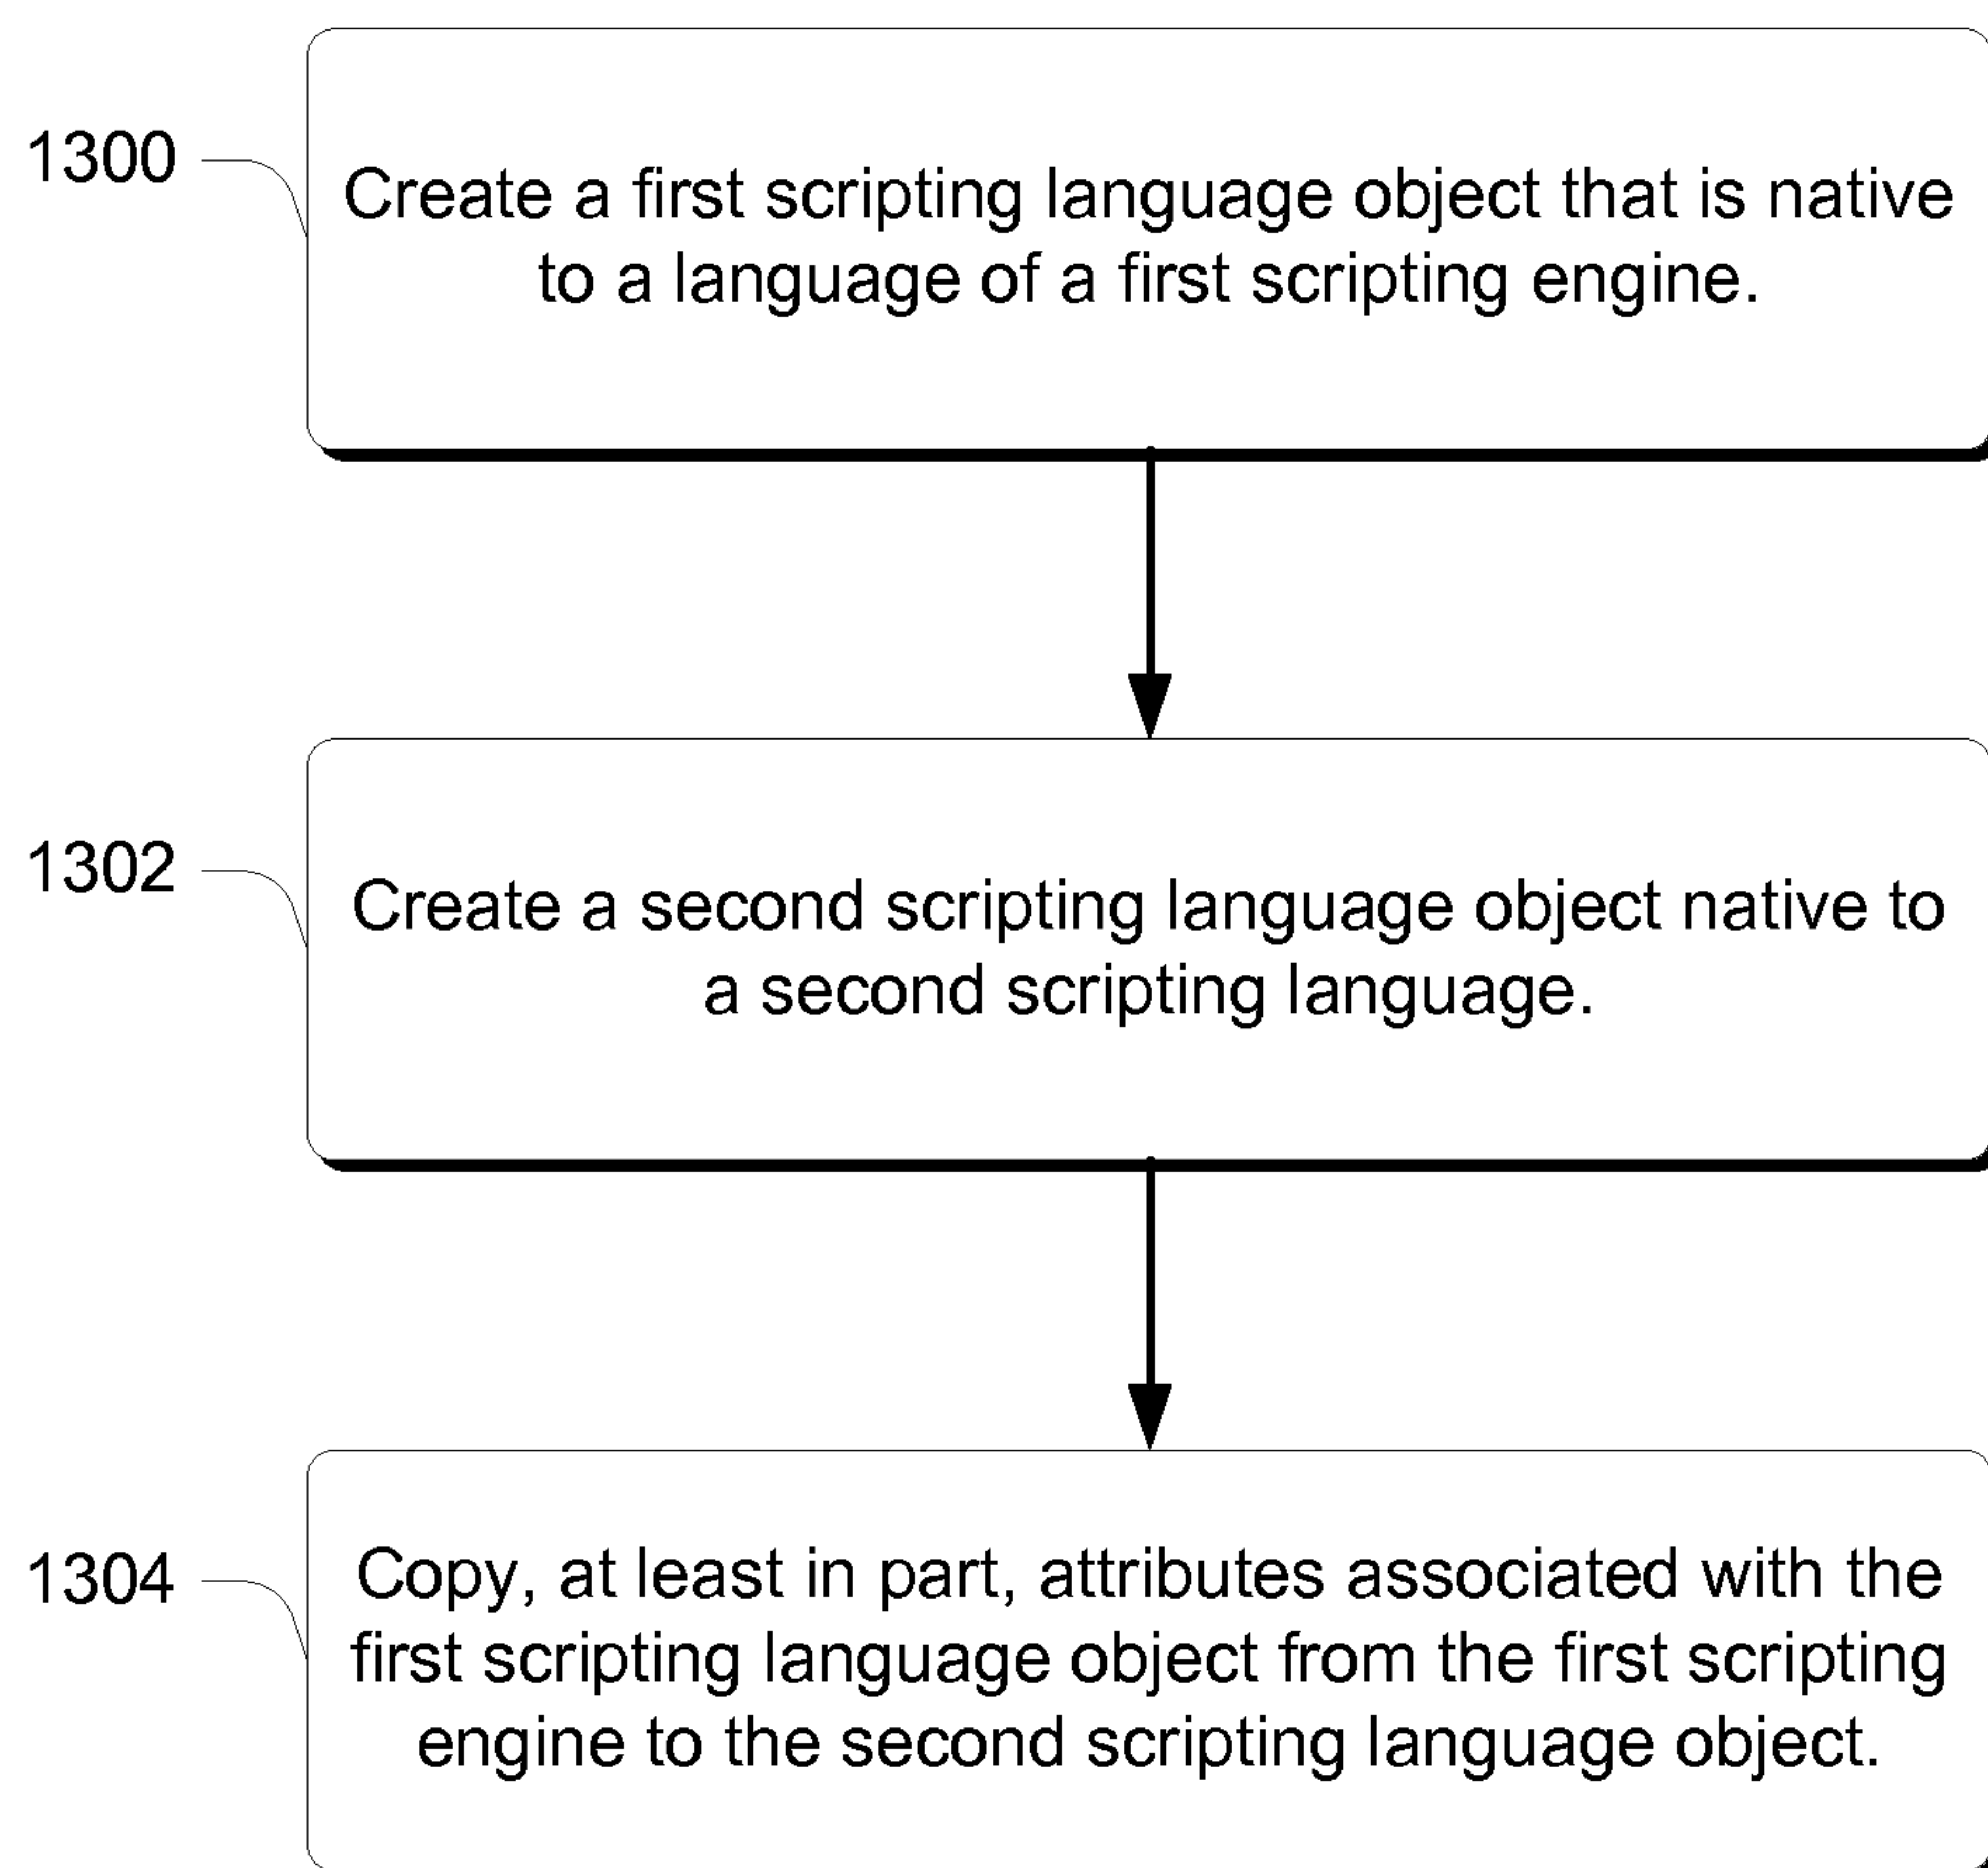 1300
Create a first scripting language object that is native
to a language of a first scripting engine.
1302
Create a second scripting language object native to
a second scripting language.
1304
Copy, at least in part, attributes associated with the
first scripting language object from the first scripting
engine to the second scripting language object.